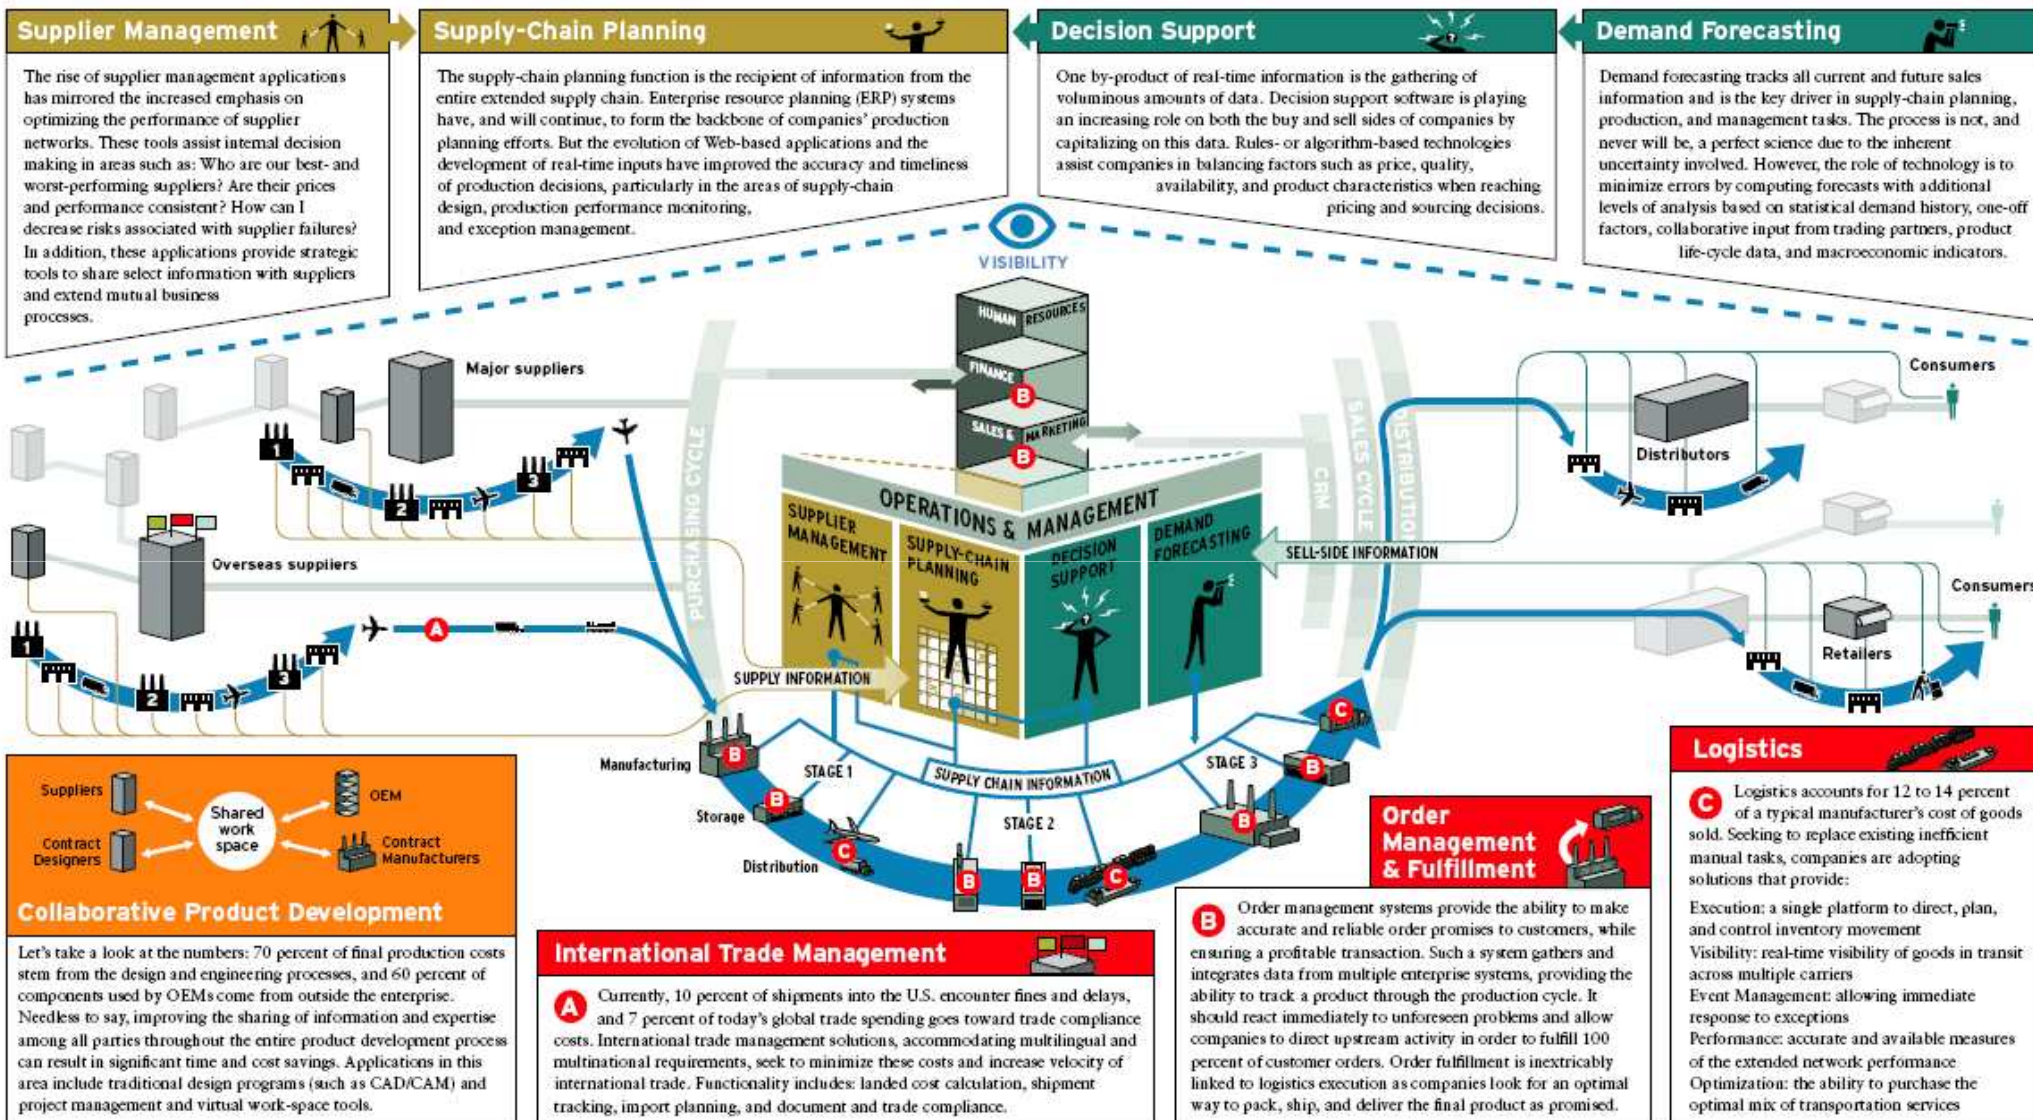 Supplier Management
The rise of supplier management applications
has mirrored the increased emphasis on
optimizing the performance of supplier
networks. These tools assist internal decision
making in areas such as: Who are our best- and
worst-performing suppliers? Are their prices
and performance consistent? How can I
decrease risks associated with supplier failures?
In addition, these applications provide strategic
tools to share select information with suppliers
and extend mutual business
processes.
Supply-Chain Planning
The supply-chain planning function is the recipient of information from the
entire extended supply chain. Enterprise resource planning (ERP) systems
have, and will continue, to form the backbone of companies' production
planning efforts. But the evolution of Web-based applications and the
development of real-time inputs have improved the accuracy and timeliness
of production decisions, particularly in the areas of supply-chain
design, production performance monitoring,
and exception management.
Decision Support
One by-product of real-time information is the gathering of
voluminous amounts of data. Decision support software is playing
an increasing role on both the buy and sell sides of companies by
capitalizing on this data. Rules- or algorithm-based technologies
assist companies in balancing factors such as price, quality,
availability, and product characteristics when reaching
pricing and sourcing decisions.
Demand Forecasting
Demand forecasting tracks all current and future sales
information and is the key driver in supply-chain planning,
production, and management tasks. The process is not, and
never will be, a perfect science due to the inherent
uncertainty involved. However, the role of technology is to
minimize errors by computing forecasts with additional
levels of analysis based on statistical demand history, one-off
factors, collaborative input from trading partners, product
life-cycle data, and macroeconomic indicators.
VISIBILITY
HUMAN RESOURCES
FINANCE
B
SALES & MARKETING
B
Major suppliers
1
2
3
Overseas suppliers
1
2
3
A
PURCHASING CYCLE
OPERATIONS & MANAGEMENT
SUPPLIER
MANAGEMENT
SUPPLY-CHAIN
PLANNING
DECISION
SUPPORT
DEMAND
FORECASTING
SUPPLY INFORMATION
SELL-SIDE INFORMATION
CRM
SALES CYCLE
DISTRIBUTION
Consumers
Distributors
Consumers
Retailers
Manufacturing
B
STAGE 1
SUPPLY CHAIN INFORMATION
STAGE 3
C
B
Storage
B
STAGE 2
B
Distribution
C
B
B
C
Suppliers
OEM
Shared
work
space
Contract
Designers
Contract
Manufacturers
Collaborative Product Development
Let's take a look at the numbers: 70 percent of final production costs
stem from the design and engineering processes, and 60 percent of
components used by OEMs come from outside the enterprise.
Needless to say, improving the sharing of information and expertise
among all parties throughout the entire product development process
can result in significant time and cost savings. Applications in this
area include traditional design programs (such as CAD/CAM) and
project management and virtual work-space tools.
International Trade Management
A Currently, 10 percent of shipments into the U.S. encounter fines and delays,
and 7 percent of today's global trade spending goes toward trade compliance
costs. International trade management solutions, accommodating multilingual and
multinational requirements, seek to minimize these costs and increase velocity of
international trade. Functionality includes: landed cost calculation, shipment
tracking, import planning, and document and trade compliance.
Order
Management
& Fulfillment
B Order management systems provide the ability to make
accurate and reliable order promises to customers, while
ensuring a profitable transaction. Such a system gathers and
integrates data from multiple enterprise systems, providing the
ability to track a product through the production cycle. It
should react immediately to unforeseen problems and allow
companies to direct upstream activity in order to fulfill 100
percent of customer orders. Order fulfillment is inextricably
linked to logistics execution as companies look for an optimal
way to pack, ship, and deliver the final product as promised.
Logistics
C Logistics accounts for 12 to 14 percent
of a typical manufacturer's cost of goods
sold. Seeking to replace existing inefficient
manual tasks, companies are adopting
solutions that provide:
Execution: a single platform to direct, plan,
and control inventory movement
Visibility: real-time visibility of goods in transit
across multiple carriers
Event Management: allowing immediate
response to exceptions
Performance: accurate and available measures
of the extended network performance
Optimization: the ability to purchase the
optimal mix of transportation services